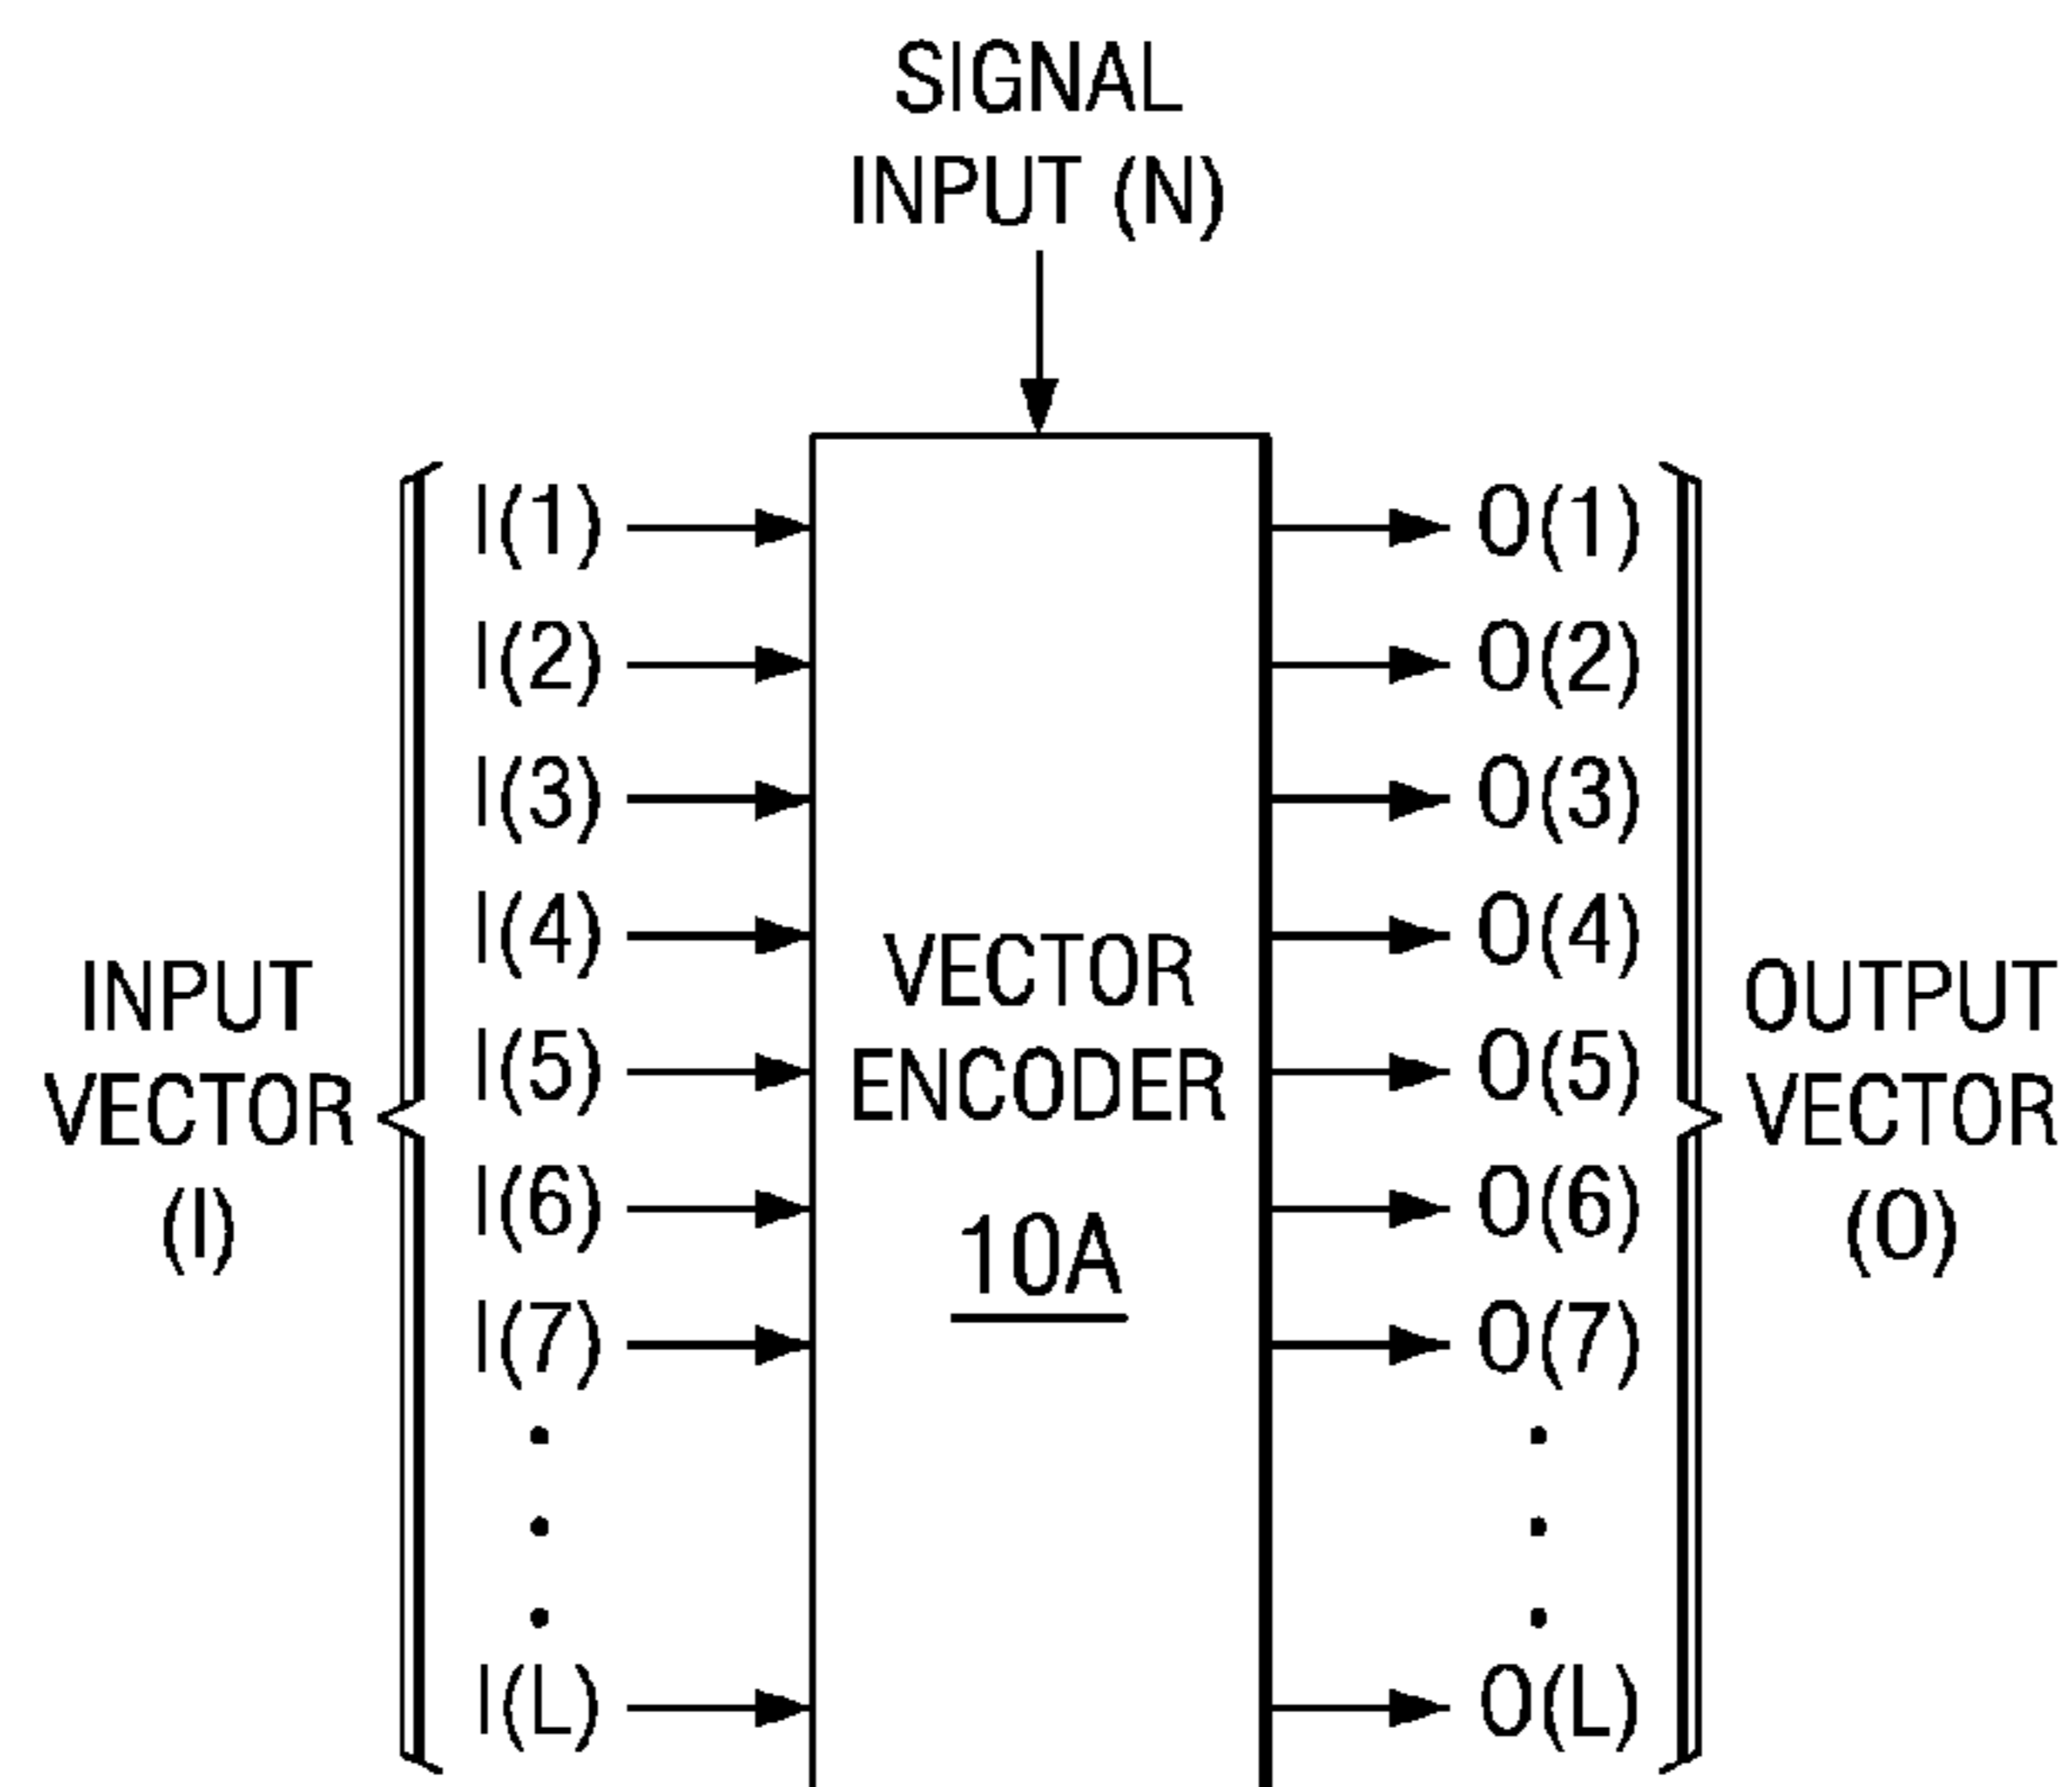 SIGNAL
INPUT (N)
I(1)
I(2)
I(3)
I(4)
I(5)
I(6)
I(7)
I(L)
INPUT
VECTOR
(I)
VECTOR
ENCODER
10A
O(1)
O(2)
O(3)
O(4)
O(5)
O(6)
O(7)
O(L)
OUTPUT
VECTOR
(O)